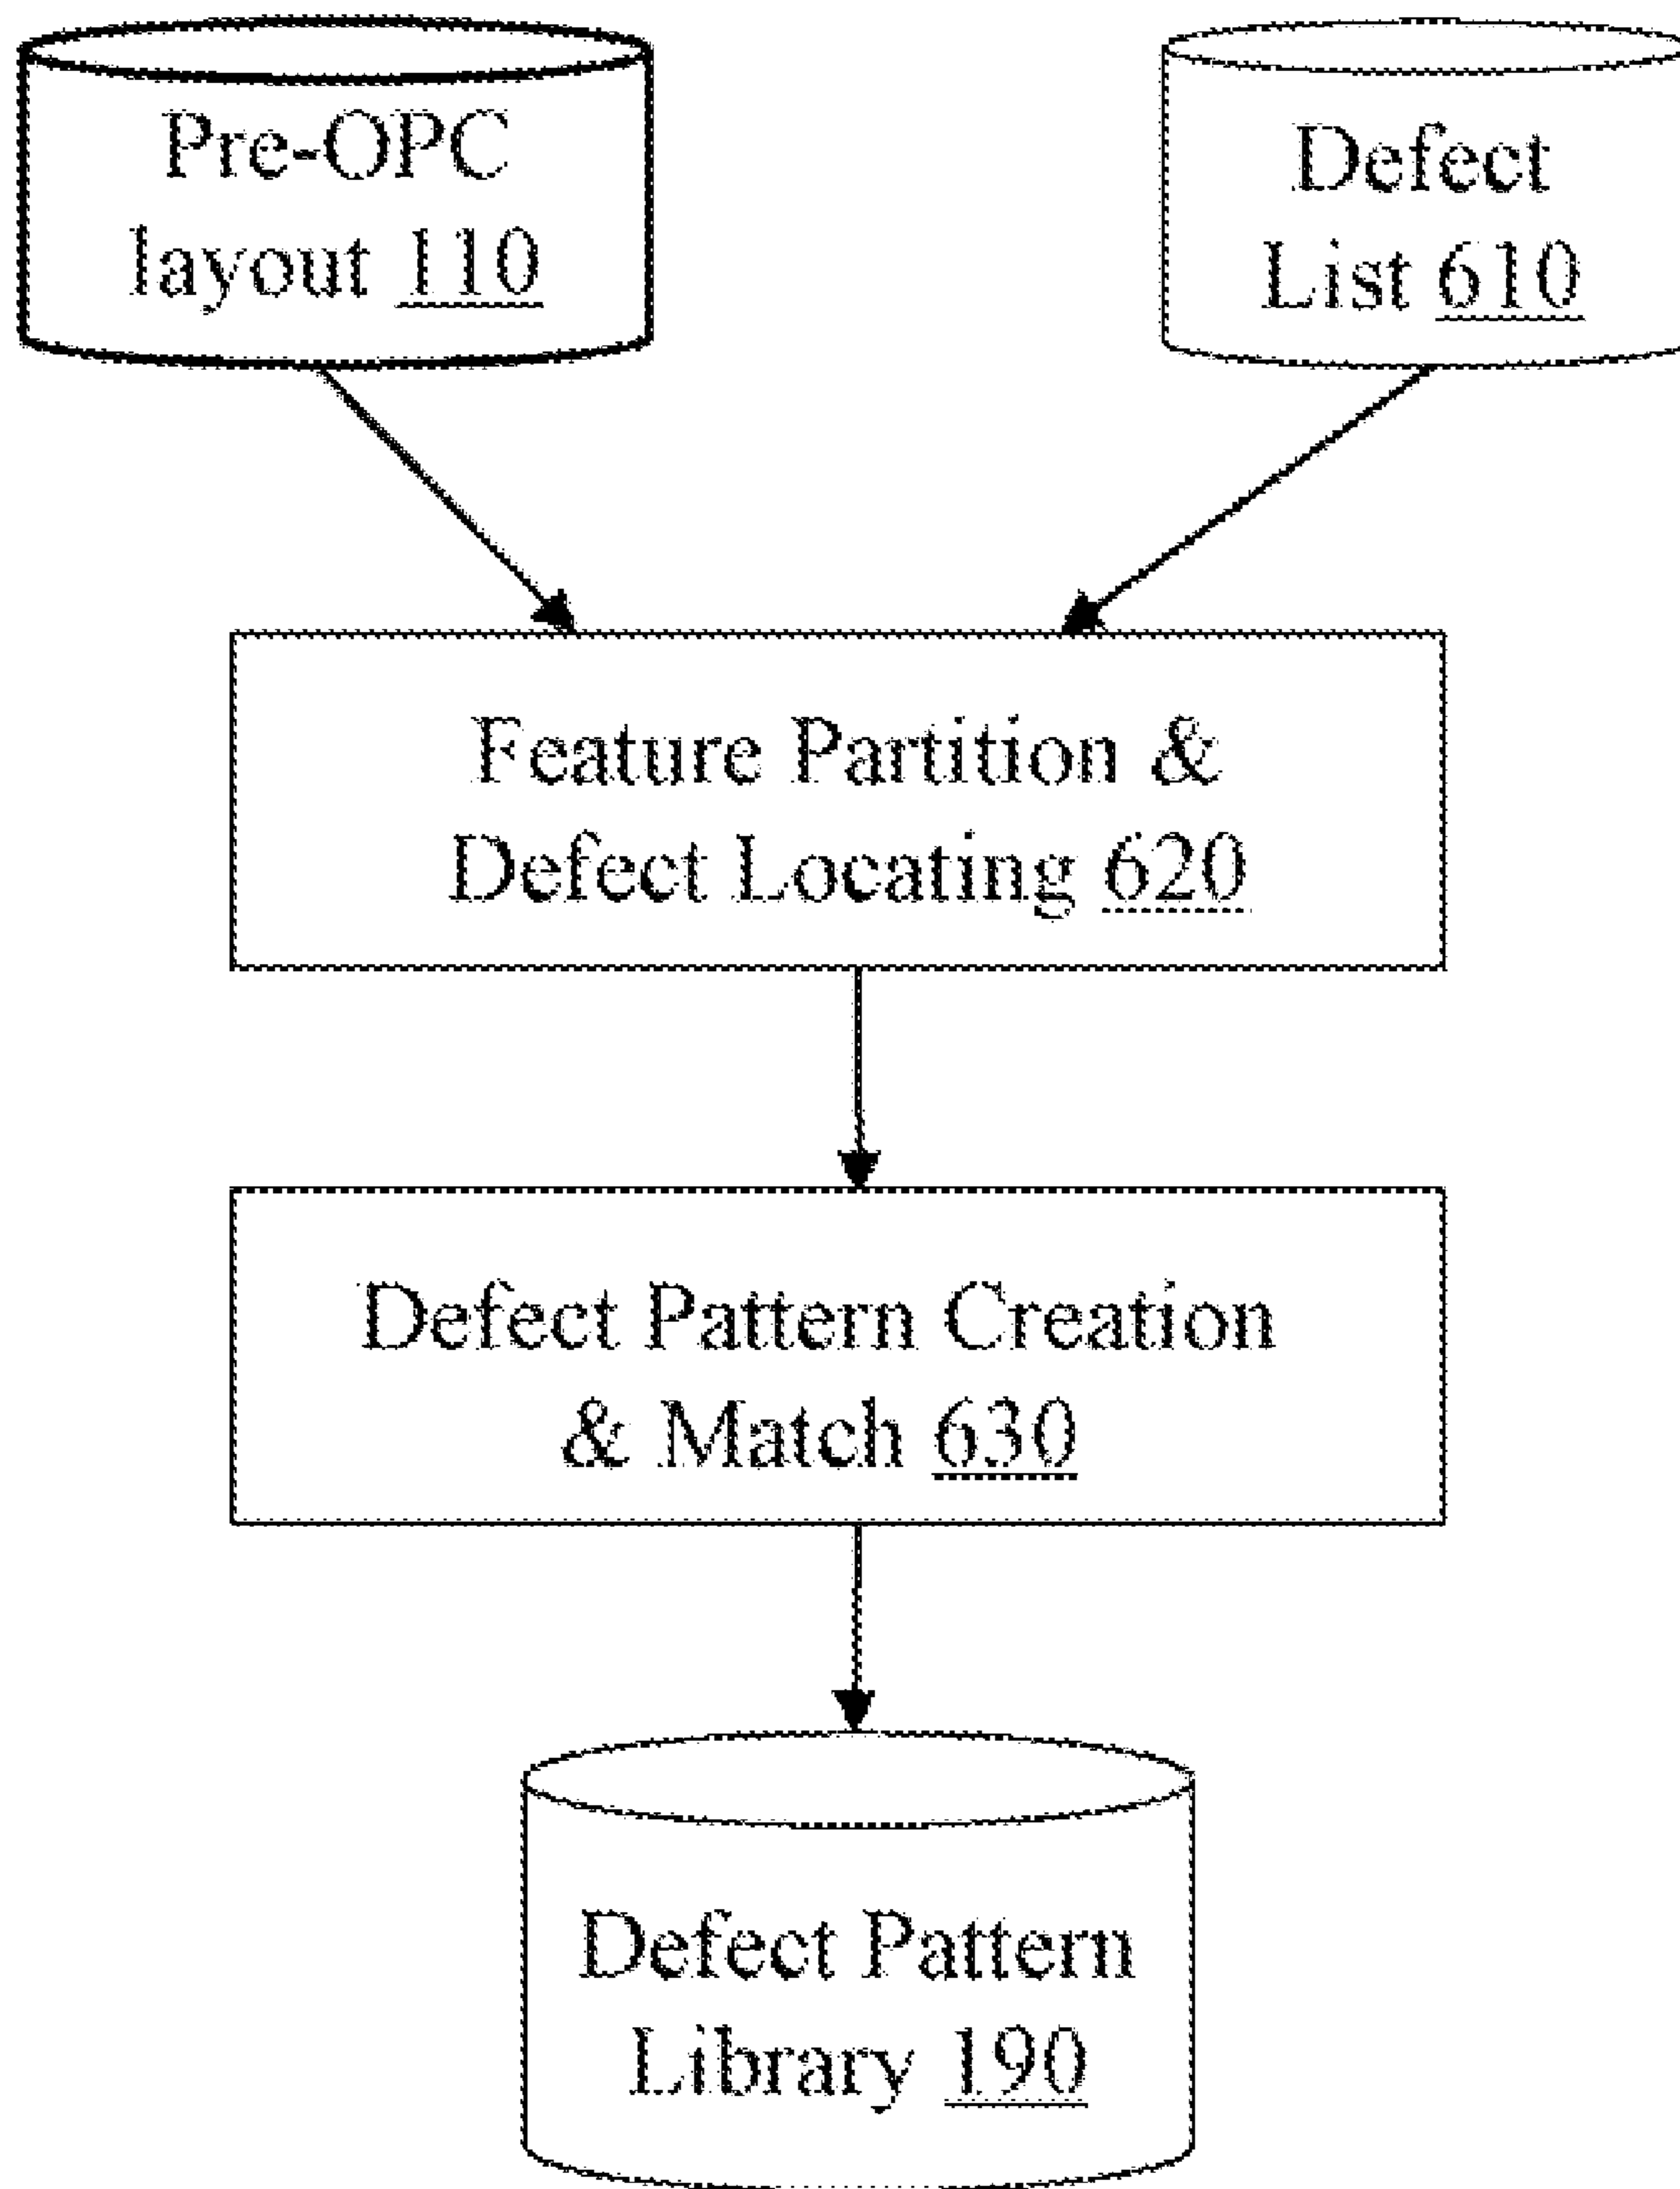 Pre-OPC
layout 110
Defect
List 610
Feature Partition &
Defect Locating 620
Defect Pattern Creation
& Match 630
Defect Pattern
Library 190